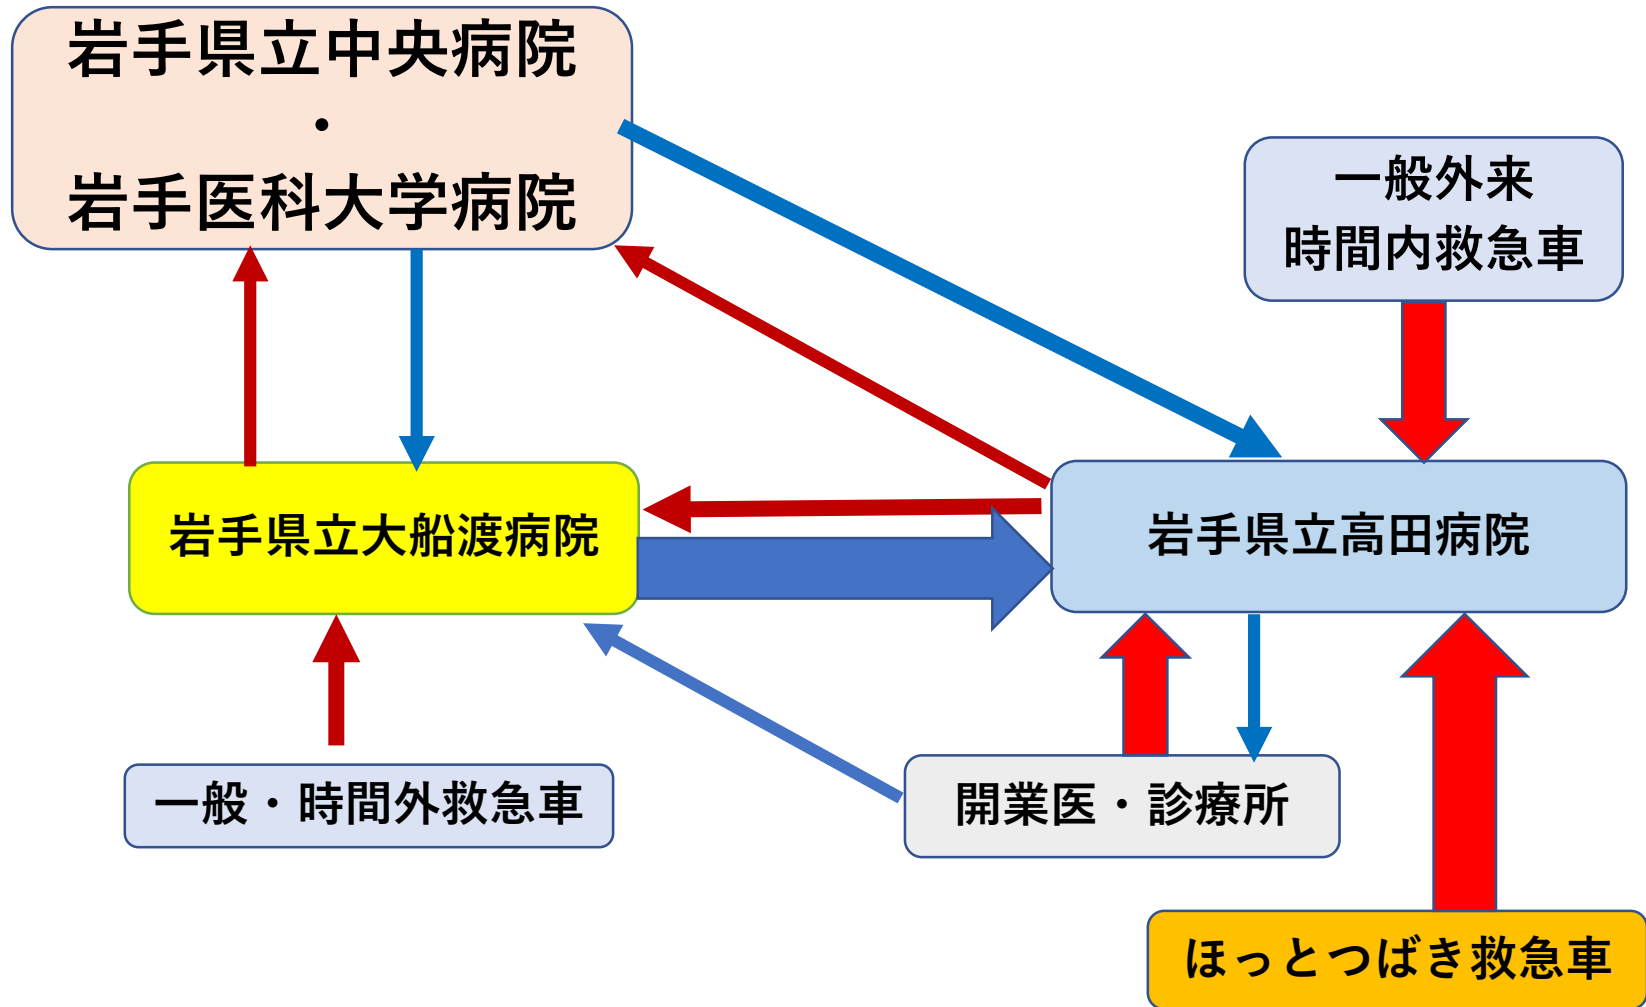 岩手県立中央病院
・
岩手医科大学病院
一般外来
時間内救急車
岩手県立大船渡病院
岩手県立高田病院
一般・時間外救急車
開業医・診療所
ほっとつばき救急車